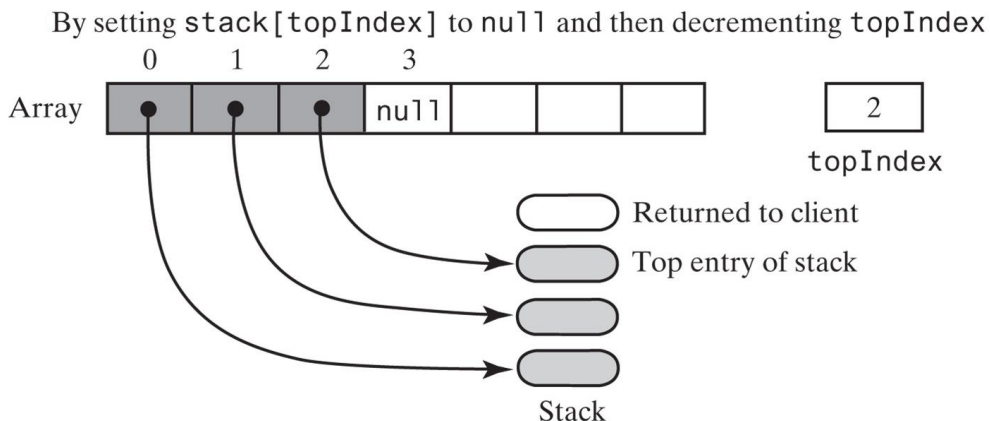 By setting stack[topIndex] to null and then decrementing topIndex
0 1 2 3
Array null 2
topIndex
Returned to client
Top entry of stack
Stack